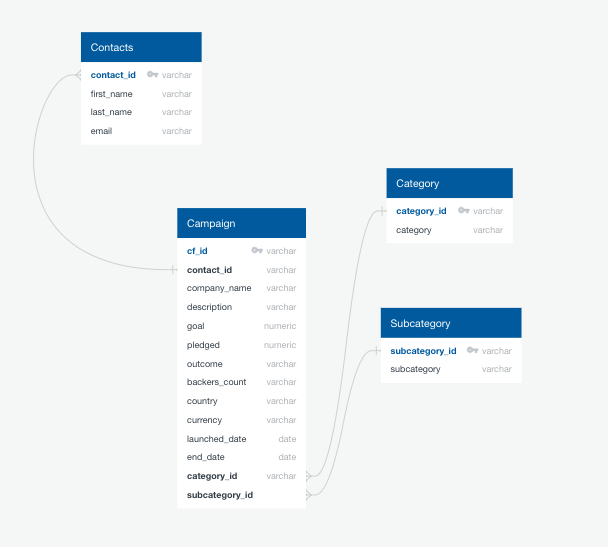 Contacts
contact_id varchar
first_name varchar
last_name varchar
email varchar
Campaign
cf_id varchar
contact_id varchar
company_name varchar
description varchar
goal numeric
pledged numeric
outcome varchar
backers_count varchar
country varchar
currency varchar
launched_date date
end_date date
category_id varchar
subcategory_id
Category
category_id varchar
category varchar
Subcategory
subcategory_id varchar
subcategory varchar